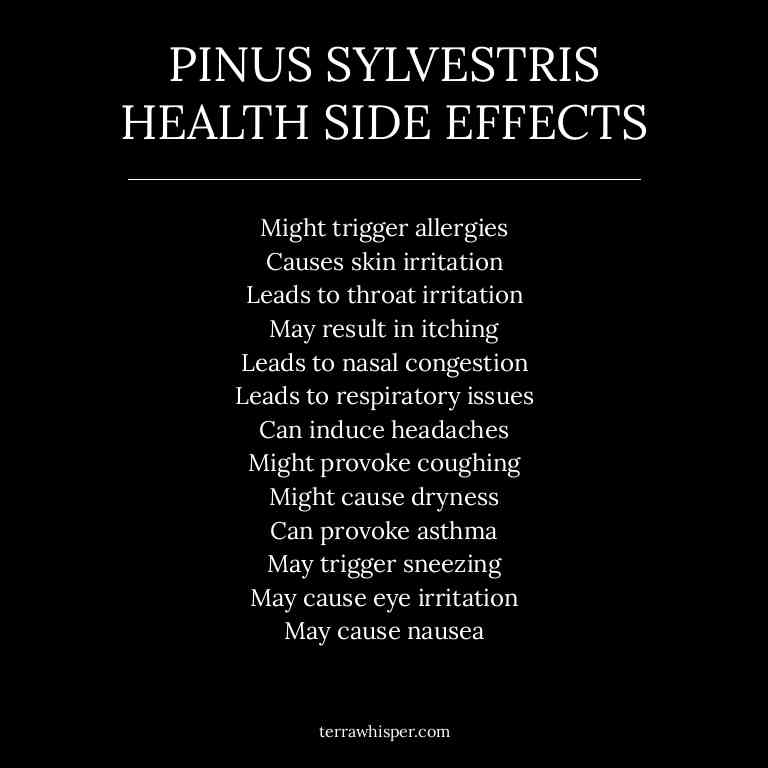 PINUS SYLVESTRIS
HEALTH SIDE EFFECTS
Might trigger allergies
Causes skin irritation
Leads to throat irritation
May result in itching
Leads to nasal congestion
Leads to respiratory issues
Can induce headaches
Might provoke coughing
Might cause dryness
Can provoke asthma
May trigger sneezing
May cause eye irritation
May cause nausea
terrawhisper.com